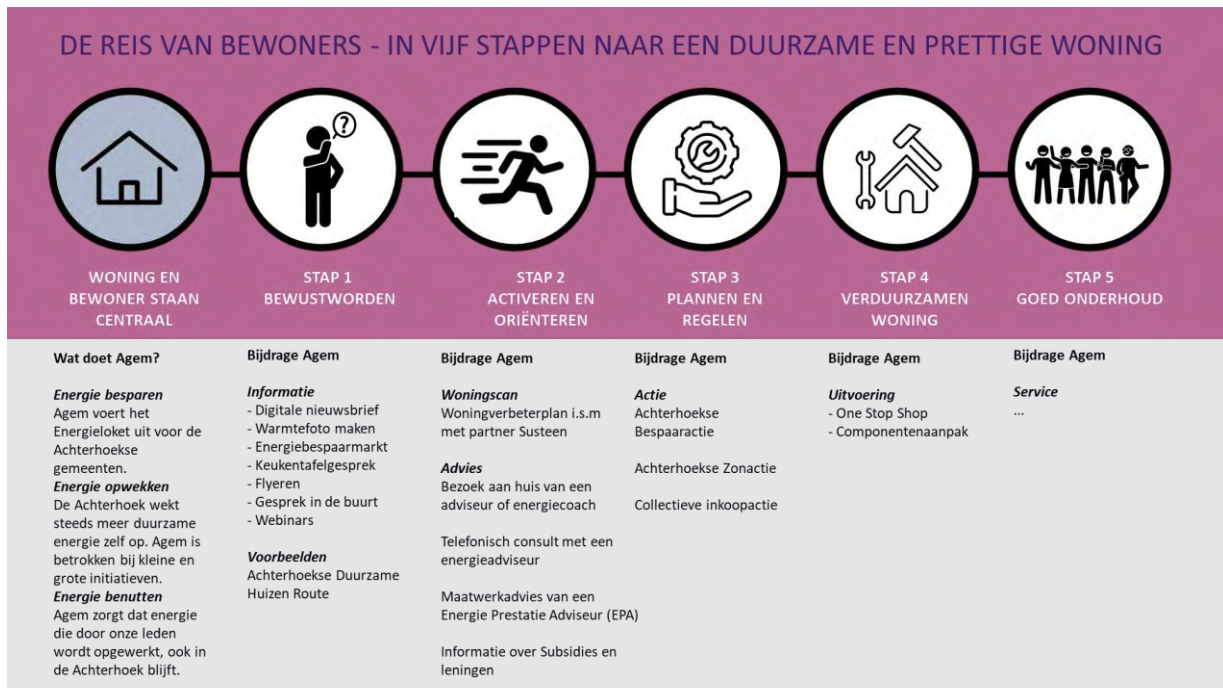 DE REIS VAN BEWONERS - IN VIJF STAPPEN NAAR EEN DUURZAME EN PRETTIGE WONING
?
WONING EN
BEWONER STAAN
CENTRAAL
STAP 1
BEWUSTWORDEN
STAP 2
ACTIVEREN EN
ORIËNTEREN
STAP 3
PLANNEN EN
REGELEN
STAP 4
VERDUURZAMEN
WONING
STAP 5
GOED ONDERHOUD
Wat doet Agem?
Energie besparen
Agem voert het
Energieloket uit voor de
Achterhoekse
gemeenten.
Energie opwekken
De Achterhoek wekt
steeds meer duurzame
energie zelf op. Agem is
betrokken bij kleine en
grote initiatieven.
Energie benutten
Agem zorgt dat energie
die door onze leden
wordt opgewerkt, ook in
de Achterhoek blijft.
Bijdrage Agem
Informatie
- Digitale nieuwsbrief
- Warmtefoto maken
- Energiebespaarmarkt
- Keukentafelgesprek
- Flyeren
- Gesprek in de buurt
- Webinars
Voorbeelden
Achterhoekse Duurzame
Huizen Route
Bijdrage Agem
Woningscan
Woningverbeterplan i.s.m
met partner Susteen
Advies
Bezoek aan huis van een
adviseur of energiecoach
Telefonisch consult met een
energieadviseur
Maatwerkadvies van een
Energie Prestatie Adviseur (EPA)
Informatie over Subsidies en
leningen
Bijdrage Agem
Actie
Achterhoekse
Bespaaractie
Achterhoekse Zonactie
Collectieve inkoopactie
Bijdrage Agem
Uitvoering
- One Stop Shop
- Componentenaanpak
Bijdrage Agem
Service
...